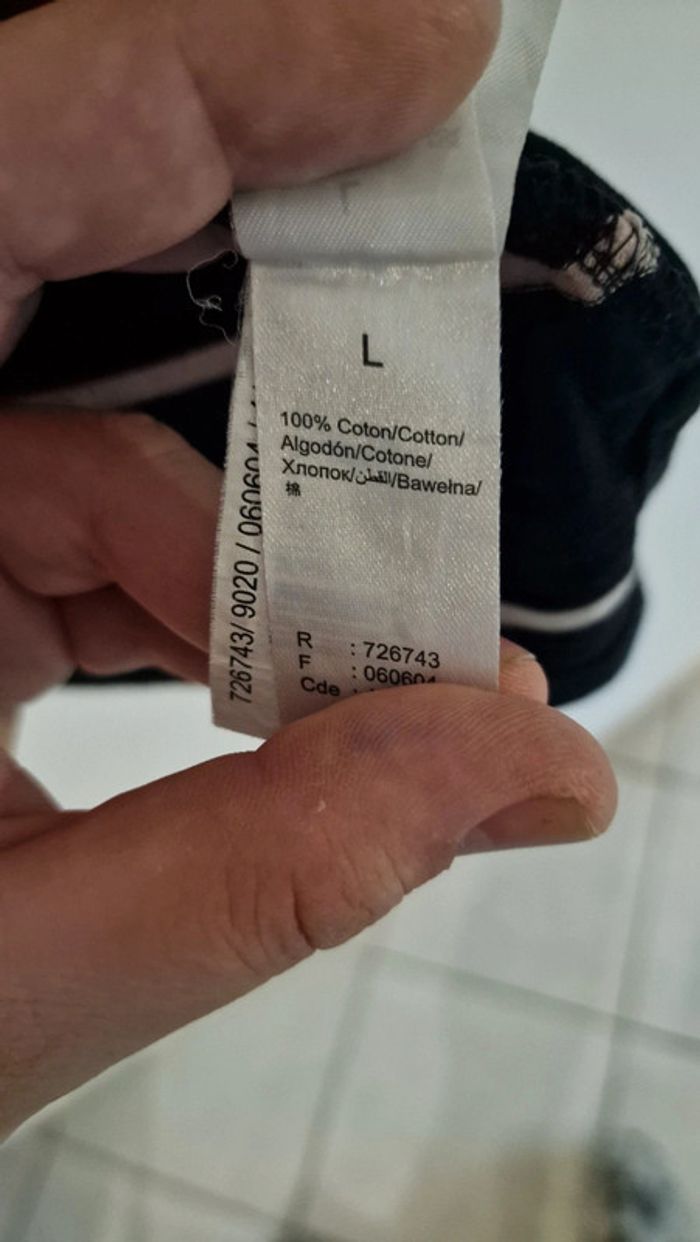 L
100% Coton/Cotton/
Algodón/Cotone/
Хлопок/القطن/Bawełna/
棉
R : 726743
F : 060604
Cde :
726743/ 9020 / 060604 /